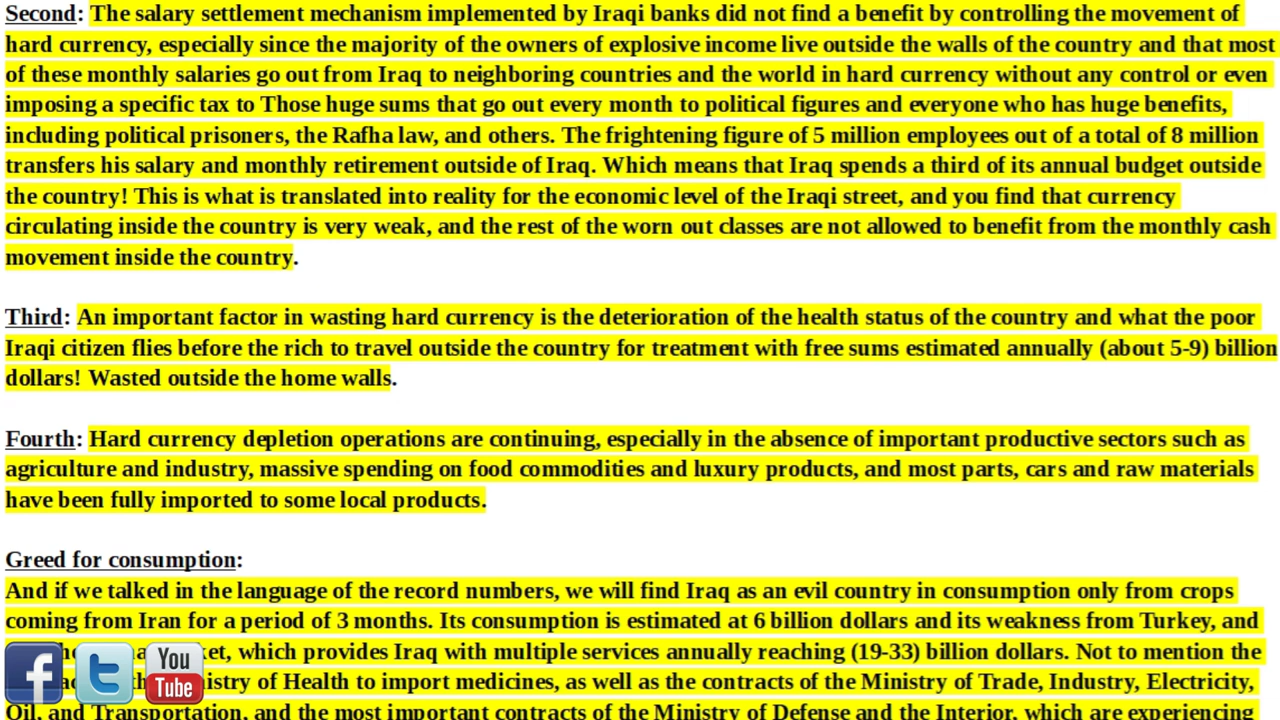 Second: The salary settlement mechanism implemented by Iraqi banks did not find a benefit by controlling the movement of
hard currency, especially since the majority of the owners of explosive income live outside the walls of the country and that most
of these monthly salaries go out from Iraq to neighboring countries and the world in hard currency without any control or even
imposing a specific tax to Those huge sums that go out every month to political figures and everyone who has huge benefits,
including political prisoners, the Rafha law, and others. The frightening figure of 5 million employees out of a total of 8 million
transfers his salary and monthly retirement outside of Iraq. Which means that Iraq spends a third of its annual budget outside
the country! This is what is translated into reality for the economic level of the Iraqi street, and you find that currency
circulating inside the country is very weak, and the rest of the worn out classes are not allowed to benefit from the monthly cash
movement inside the country.
Third: An important factor in wasting hard currency is the deterioration of the health status of the country and what the poor
Iraqi citizen flies before the rich to travel outside the country for treatment with free sums estimated annually (about 5-9) billion
dollars! Wasted outside the home walls.
Fourth: Hard currency depletion operations are continuing, especially in the absence of important productive sectors such as
agriculture and industry, massive spending on food commodities and luxury products, and most parts, cars and raw materials
have been fully imported to some local products.
Greed for consumption:
And if we talked in the language of the record numbers, we will find Iraq as an evil country in consumption only from crops
coming from Iran for a period of 3 months. Its consumption is estimated at 6 billion dollars and its weakness from Turkey, and
which provides Iraq with multiple services annually reaching (19-33) billion dollars. Not to mention the
of Health to import medicines, as well as the contracts of the Ministry of Trade, Industry, Electricity,
Oil, and Transportation, and the most important contracts of the Ministry of Defense and the Interior, which are experiencing
f
t
You
Tube